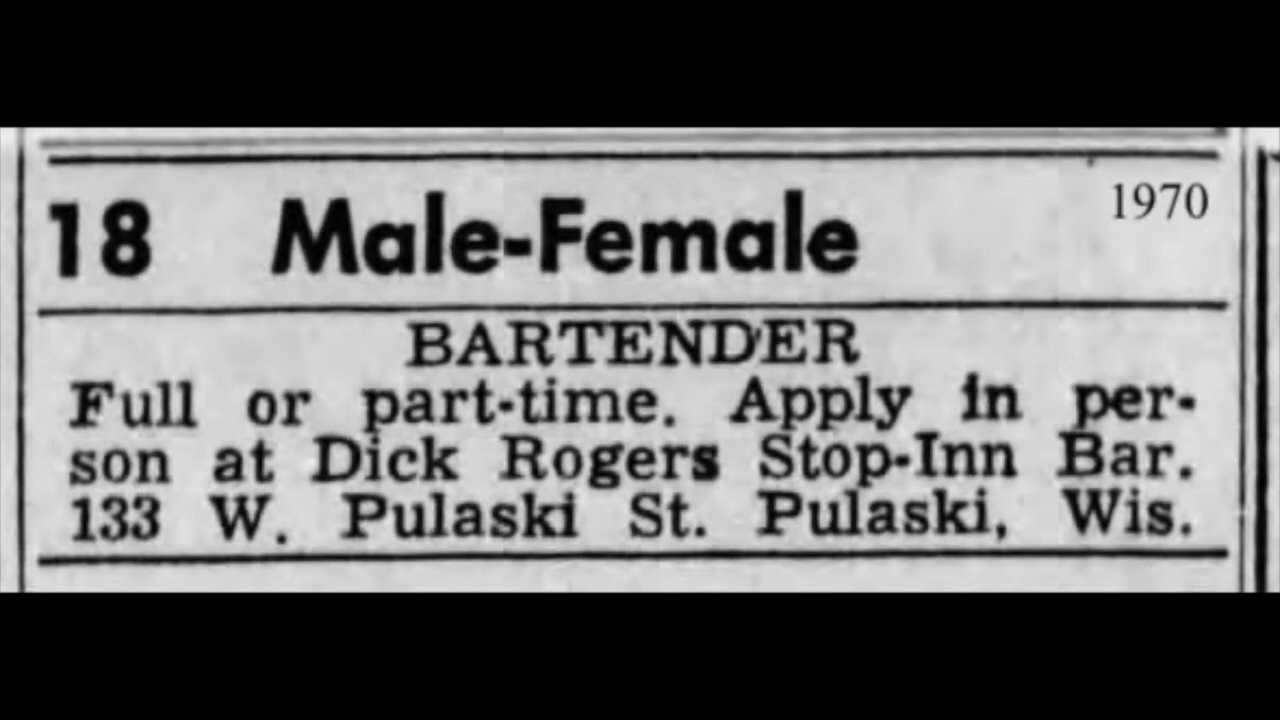 18 Male-Female 1970
BARTENDER
Full or part-time. Apply in per-
son at Dick Rogers Stop-Inn Bar.
133 W. Pulaski St. Pulaski, Wis.